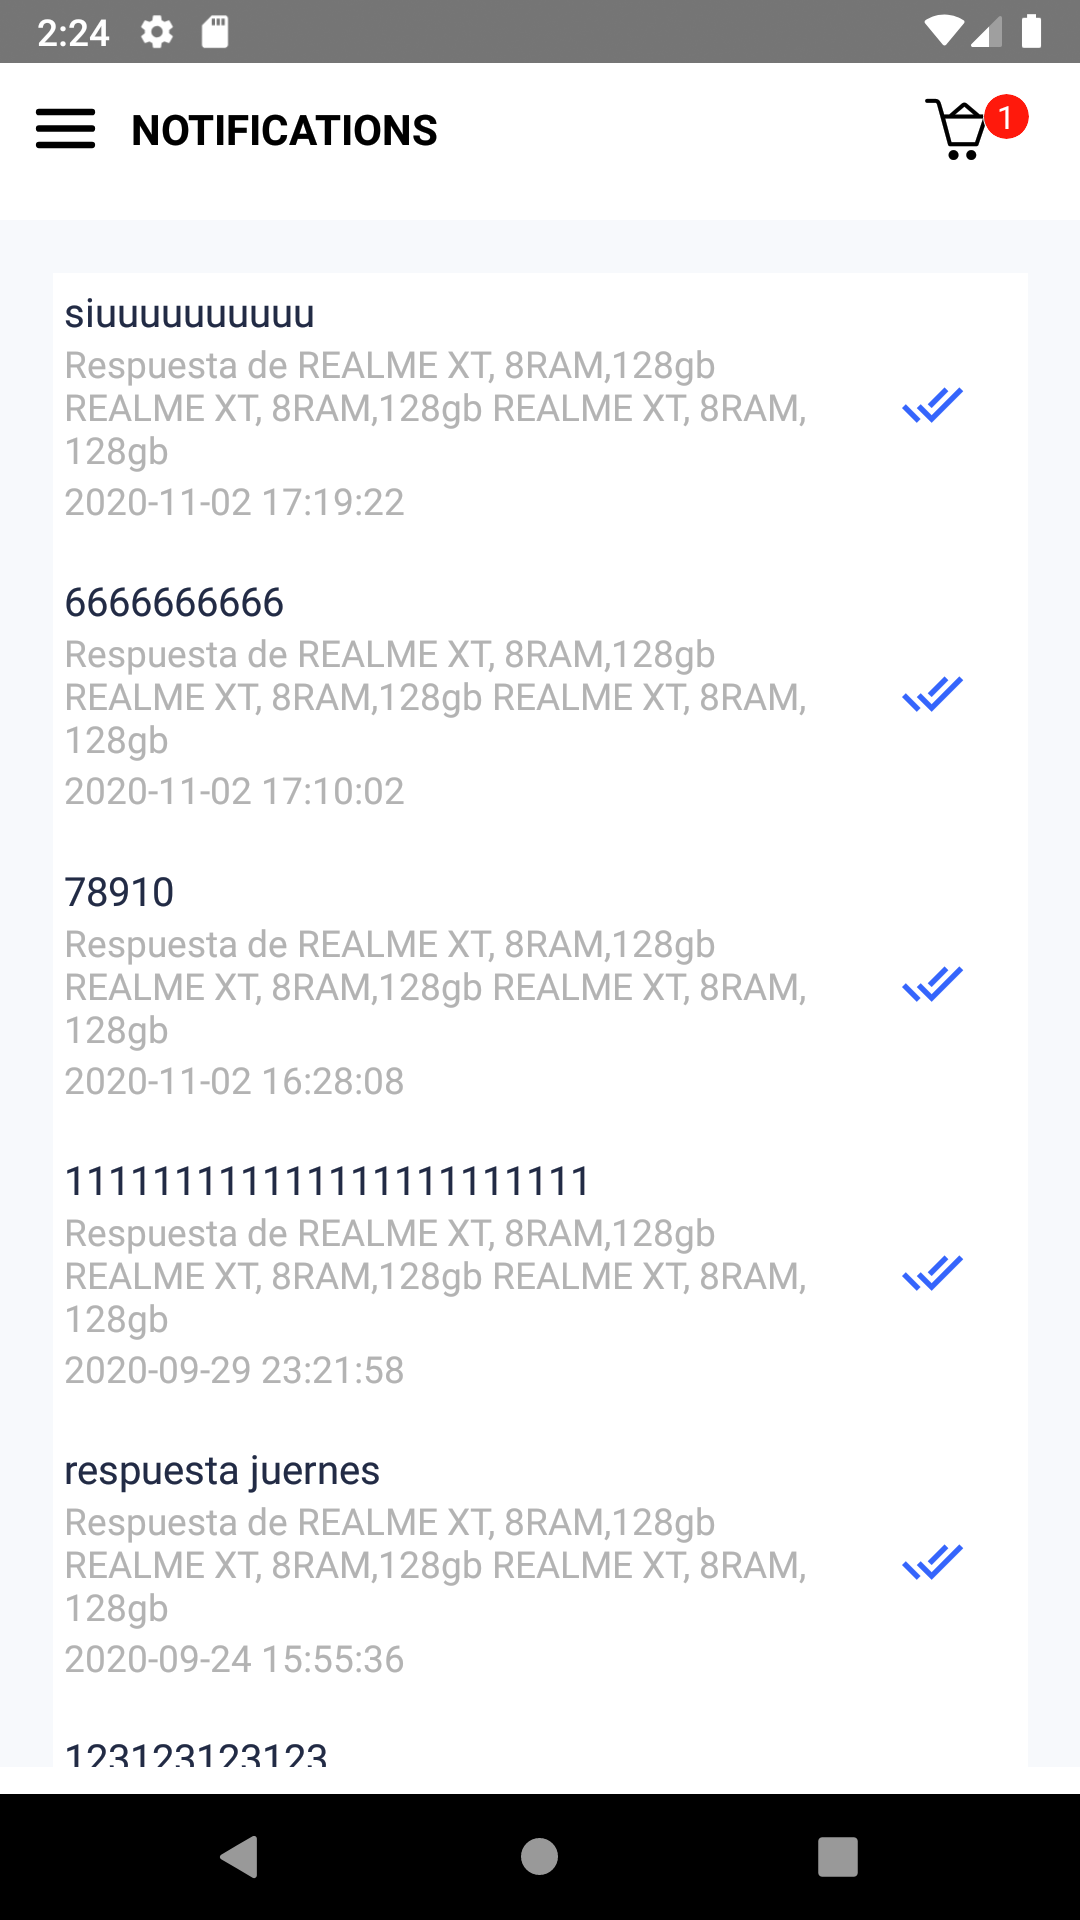 2:24
NOTIFICATIONS
1
siuuuuuuuuuu
Respuesta de REALME XT, 8RAM,128gb
REALME XT, 8RAM,128gb REALME XT, 8RAM,
128gb
2020-11-02 17:19:22
6666666666
Respuesta de REALME XT, 8RAM,128gb
REALME XT, 8RAM,128gb REALME XT, 8RAM,
128gb
2020-11-02 17:10:02
78910
Respuesta de REALME XT, 8RAM,128gb
REALME XT, 8RAM,128gb REALME XT, 8RAM,
128gb
2020-11-02 16:28:08
111111111111111111111111
Respuesta de REALME XT, 8RAM,128gb
REALME XT, 8RAM,128gb REALME XT, 8RAM,
128gb
2020-09-29 23:21:58
respuesta juernes
Respuesta de REALME XT, 8RAM,128gb
REALME XT, 8RAM,128gb REALME XT, 8RAM,
128gb
2020-09-24 15:55:36
123123123123